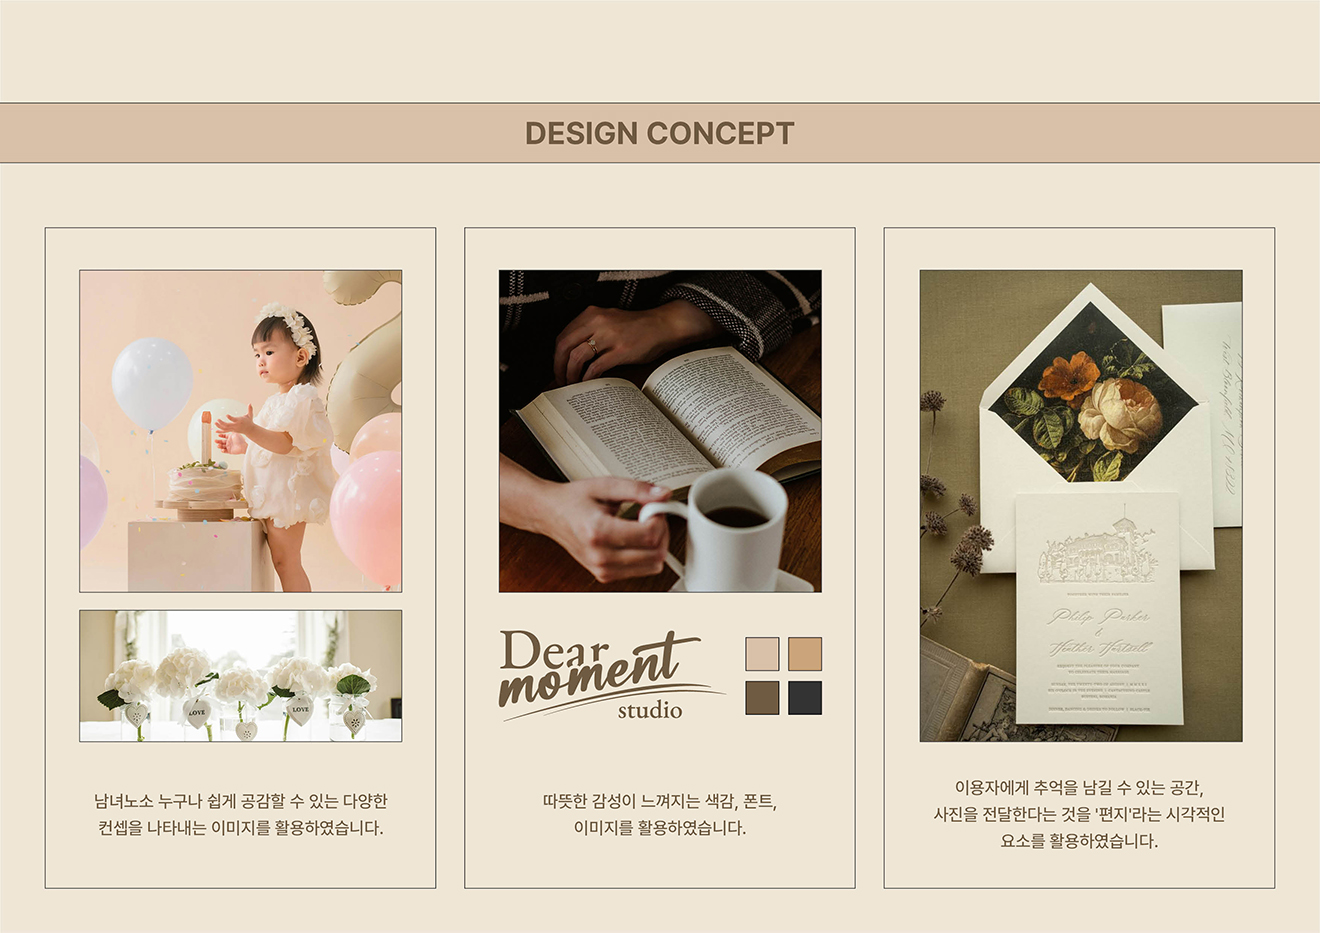 DESIGN CONCEPT
LOVE
LOVE
남녀노소 누구나 쉽게 공감할 수 있는 다양한
컨셉을 나타내는 이미지를 활용하였습니다.
Dear
moment
studio
따뜻한 감성이 느껴지는 색감, 폰트,
이미지를 활용하였습니다.
Philip Parker
&
Heather Hartsell
이용자에게 추억을 남길 수 있는 공간,
사진을 전달한다는 것을 '편지'라는 시각적인
요소를 활용하였습니다.